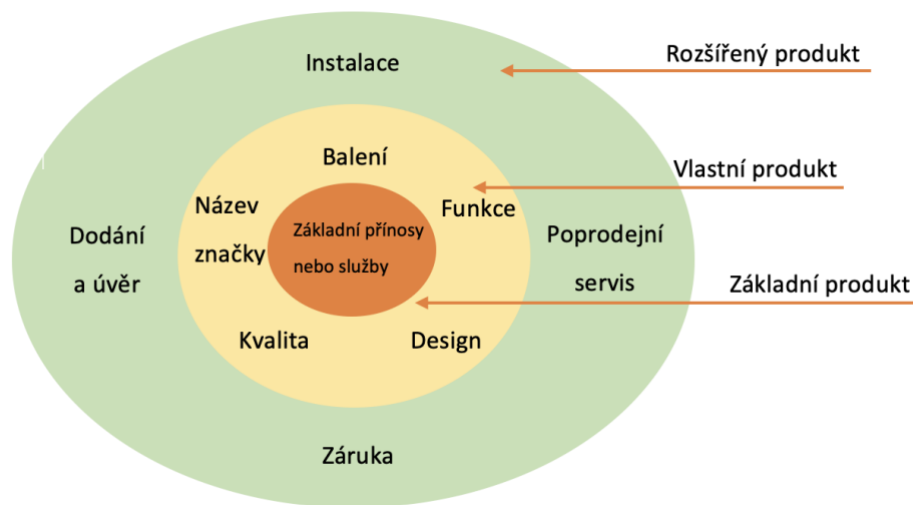 Instalace
Rozšířený produkt
Balení
Vlastní produkt
Název
značky
Funkce
Základní přínosy
nebo služby
Dodání
a úvěr
Poprodejní
servis
Základní produkt
Kvalita
Design
Záruka